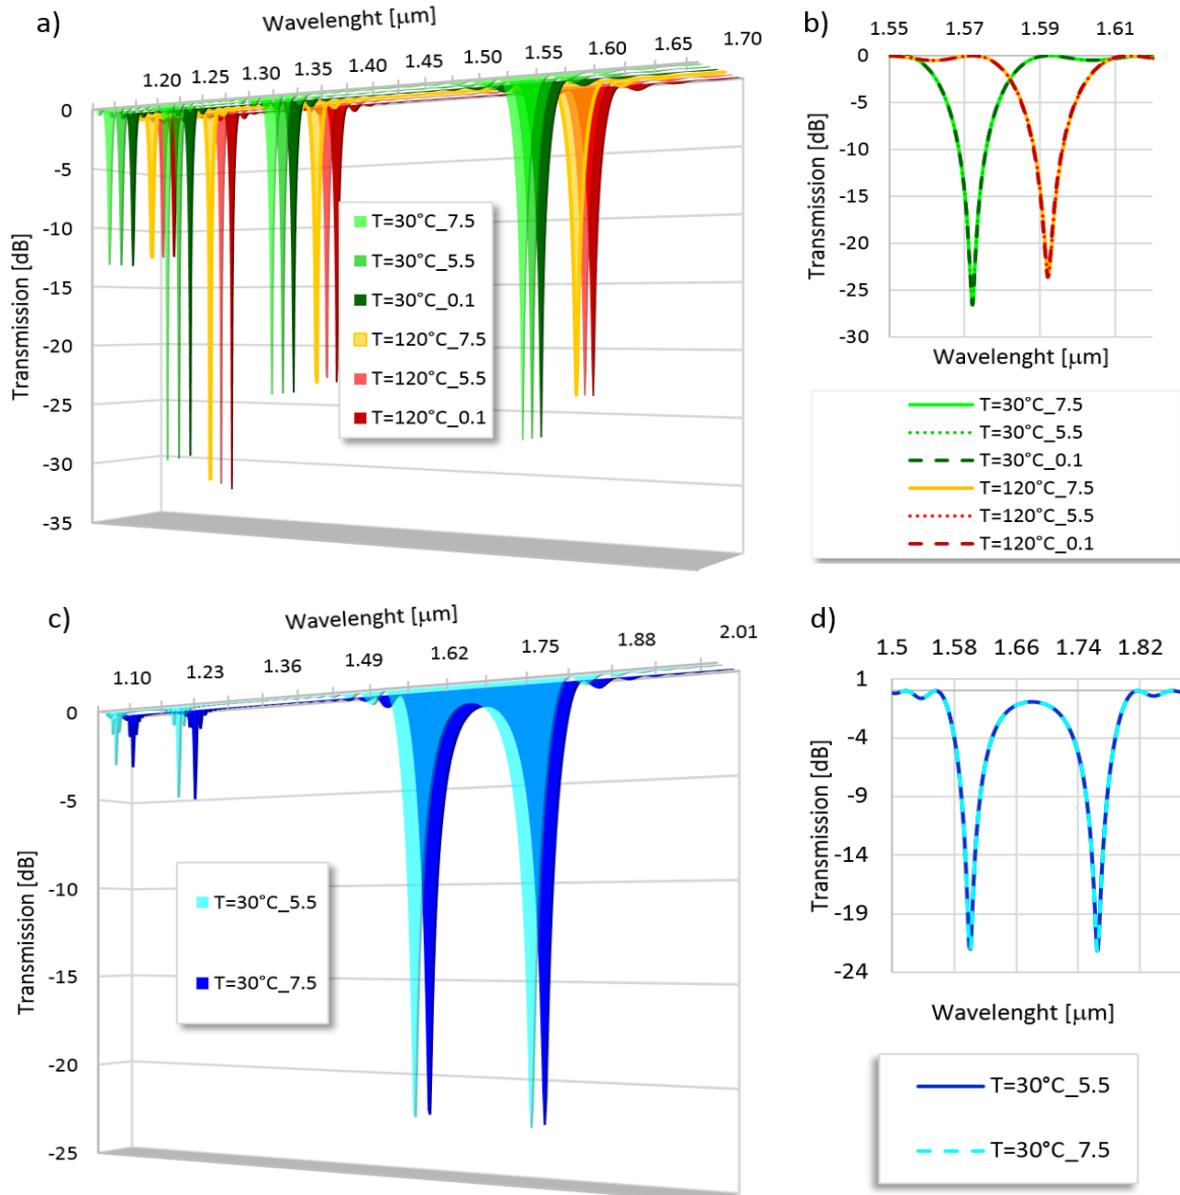 a)
Wavelenght [μm]
1.20 1.25 1.30 1.35 1.40 1.45 1.50 1.55 1.60 1.65 1.70
Transmission [dB]
0
-5
-10
-15
-20
-25
-30
-35
T=30°C_7.5
T=30°C_5.5
T=30°C_0.1
T=120°C_7.5
T=120°C_5.5
T=120°C_0.1
b)
1.55 1.57 1.59 1.61
Transmission [dB]
0
-5
-10
-15
-20
-25
-30
Wavelenght [μm]
T=30°C_7.5
T=30°C_5.5
T=30°C_0.1
T=120°C_7.5
T=120°C_5.5
T=120°C_0.1
c)
Wavelenght [μm]
1.10 1.23 1.36 1.49 1.62 1.75 1.88 2.01
Transmission [dB]
0
-5
-10
-15
-20
-25
T=30°C_5.5
T=30°C_7.5
d)
1.5 1.58 1.66 1.74 1.82
Transmission [dB]
1
-4
-9
-14
-19
-24
Wavelenght [μm]
T=30°C_5.5
T=30°C_7.5